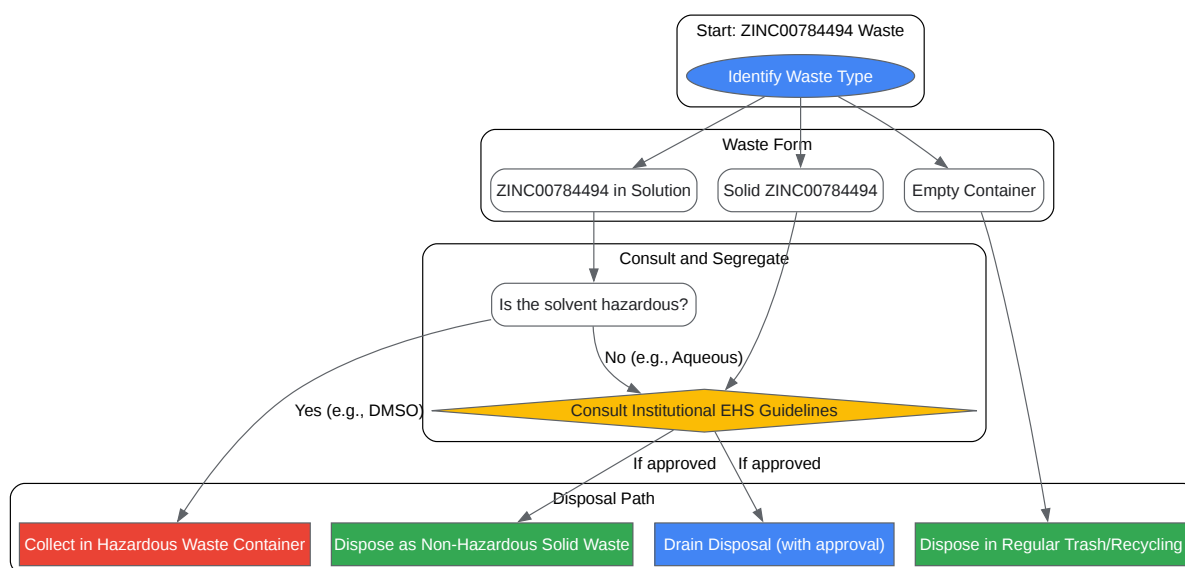 Start: ZINC00784494 Waste
Identify Waste Type
Waste Form
ZINC00784494 in Solution
Solid ZINC00784494
Empty Container
Consult and Segregate
Is the solvent hazardous?
No (e.g., Aqueous)
Yes (e.g., DMSO)
Consult Institutional EHS Guidelines
If approved
If approved
Disposal Path
Collect in Hazardous Waste Container
Dispose as Non-Hazardous Solid Waste
Drain Disposal (with approval)
Dispose in Regular Trash/Recycling